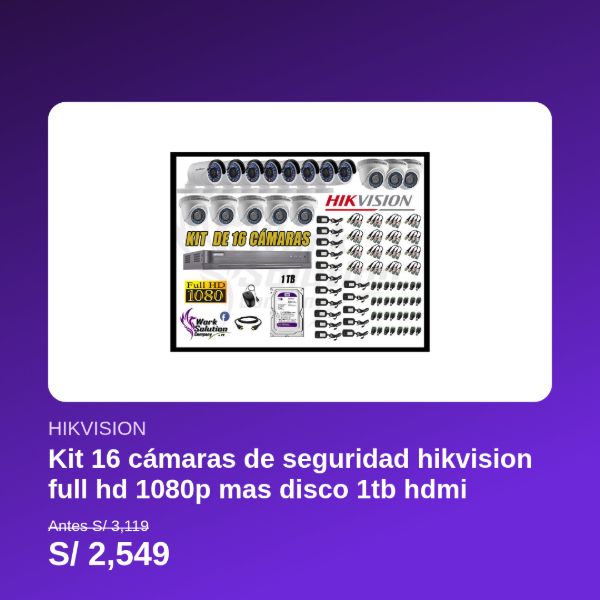 HIKVISION
KIT DE 16 CÁMARAS
Full HD
1080
1 TB
Work
Solution
Company
HIKVISION
Kit 16 cámaras de seguridad hikvision
full hd 1080p mas disco 1tb hdmi
Antes S/ 3,119
S/ 2,549